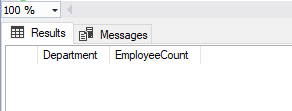 100 %
Results Messages
Department EmployeeCount